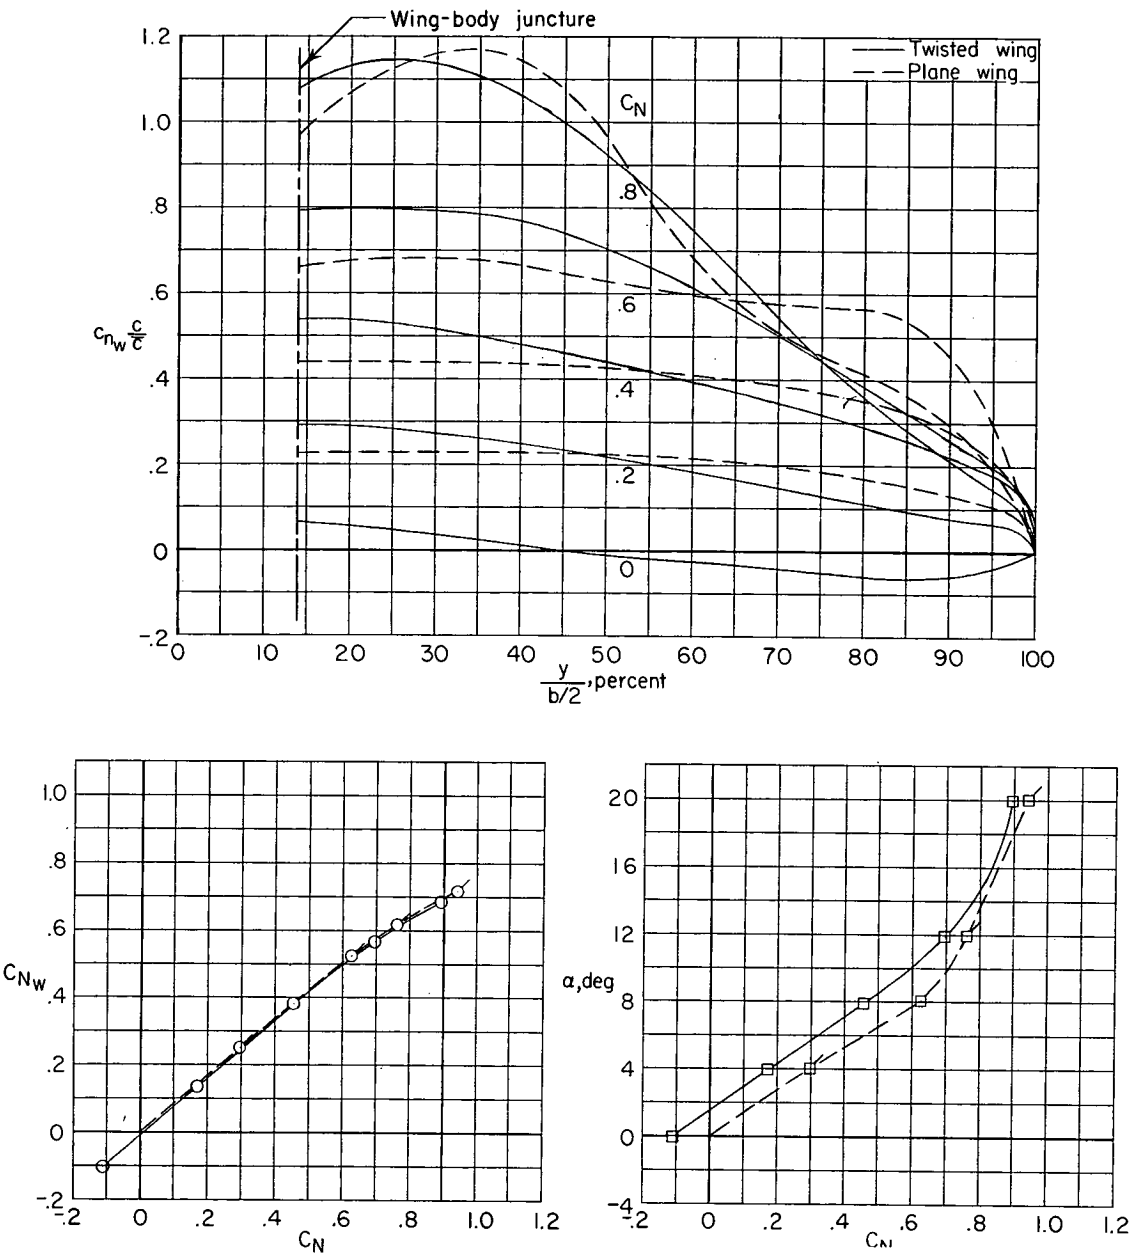 Wing-body juncture
1.2
Twisted wing
Plane wing
C_N
1.0
.8
.8
.6
.6
c_{n_w} c/c̄
.4
.4
.2
.2
0
0
-.2
0 10 20 30 40 50 60 70 80 90 100
y/(b/2), percent
1.0
.8
.6
C_{N_W}
.4
.2
0
-.2
-.2 0 .2 .4 .6 .8 1.0 1.2
C_N
20
16
12
α, deg
8
4
0
-4
-.2 0 .2 .4 .6 .8 1.0 1.2
C_N